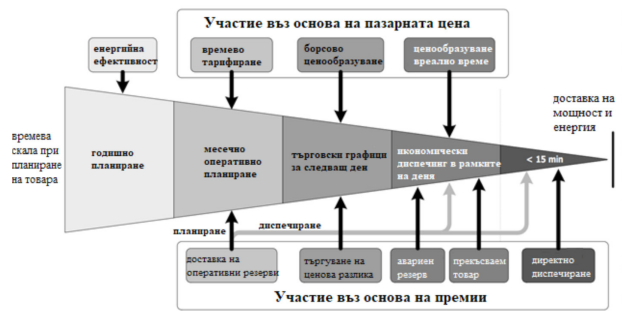 Участие въз основа на пазарната цена
енергийна
ефективност
времево
тарифиране
борсово
ценообразуване
ценообразуване
вреално време
доставка на
мощност и
енергия
времева
скала при
планиране
на товара
годишно
планиране
месечно
оперативно
планиране
търговски графици
за следващ ден
икономически
диспечинг в рамките
на деня
< 15 min
планиране
диспечиране
доставка на
оперативни резерви
търгуване на
ценова разлика
авариен
резерв
прекъсваем
товар
директно
диспечиране
Участие въз основа на премии